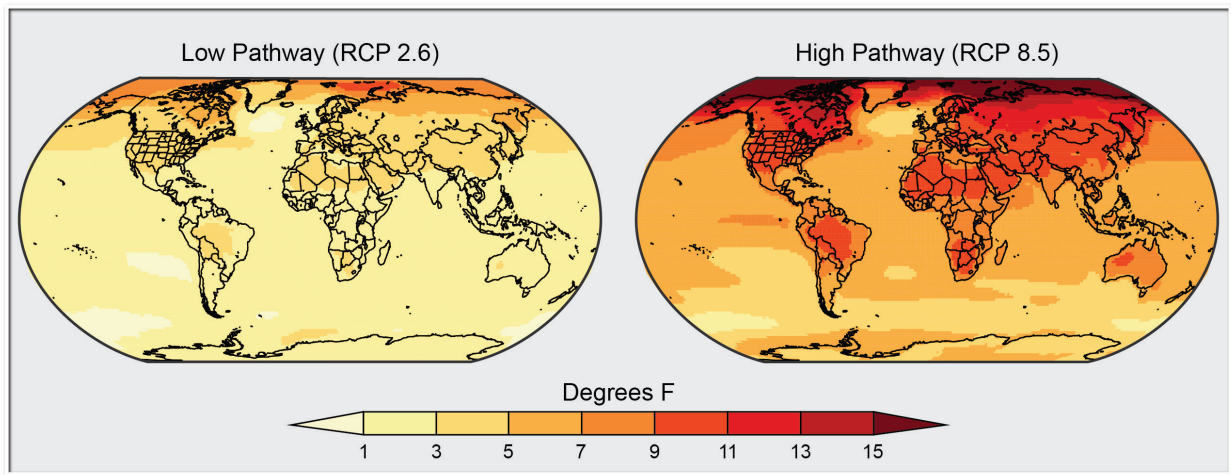 Low Pathway (RCP 2.6)
High Pathway (RCP 8.5)
Degrees F
1 3 5 7 9 11 13 15